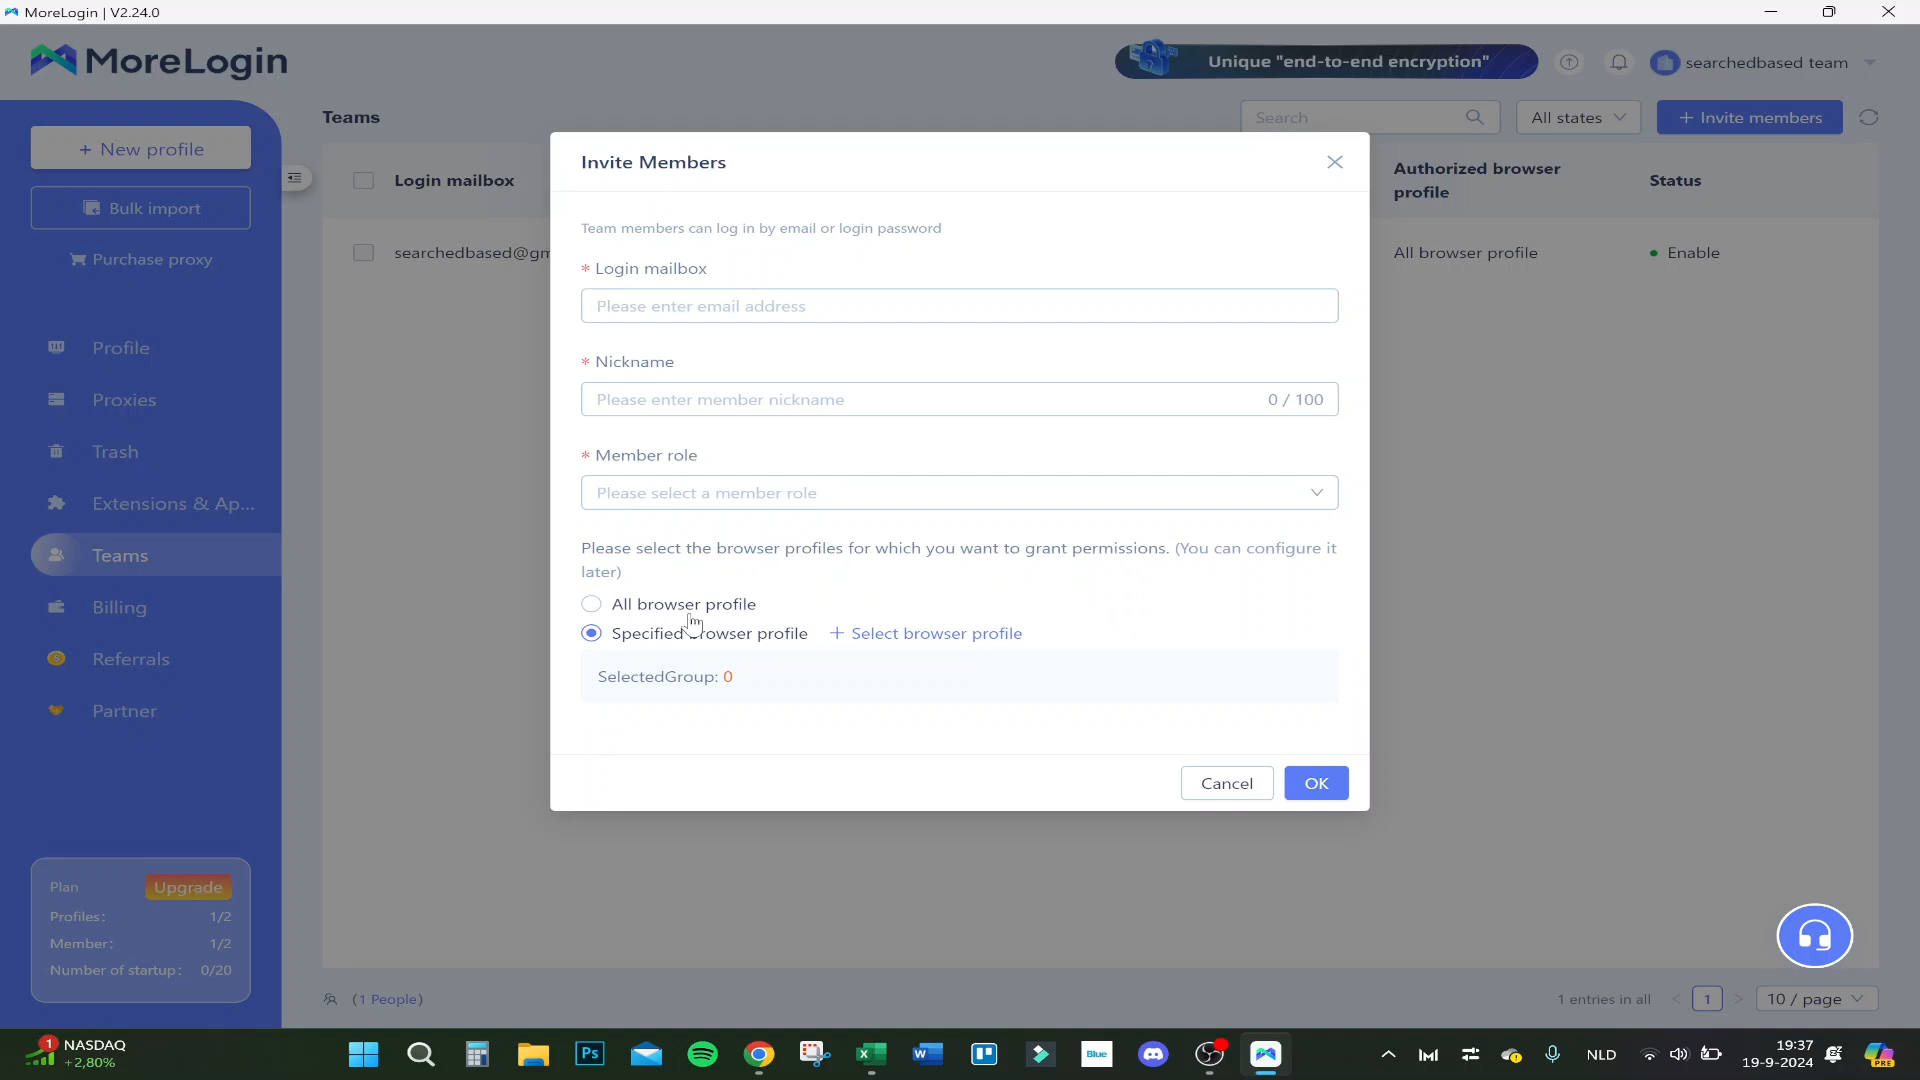 MoreLogin | V2.24.0
MoreLogin
Unique "end-to-end encryption"
searchedbased team
+ New profile
Bulk import
Purchase proxy
Profile
Proxies
Trash
Extensions & Ap...
Teams
Billing
Referrals
Partner
Plan
Upgrade
Profiles: 1/2
Member: 1/2
Number of startup: 0/20
Teams
Search
All states
+ Invite members
Login mailbox
Authorized browser
profile
Status
searchedbased@gm
All browser profile
Enable
Invite Members
Team members can log in by email or login password
* Login mailbox
Please enter email address
* Nickname
Please enter member nickname
0 / 100
* Member role
Please select a member role
Please select the browser profiles for which you want to grant permissions. (You can configure it
later)
All browser profile
Specified browser profile
+ Select browser profile
SelectedGroup: 0
Cancel
OK
(1 People)
1 entries in all
< 1 >
10 / page
1
NASDAQ
+2,80%
Ps
Blue
NLD
19:37
19-9-2024
PRE